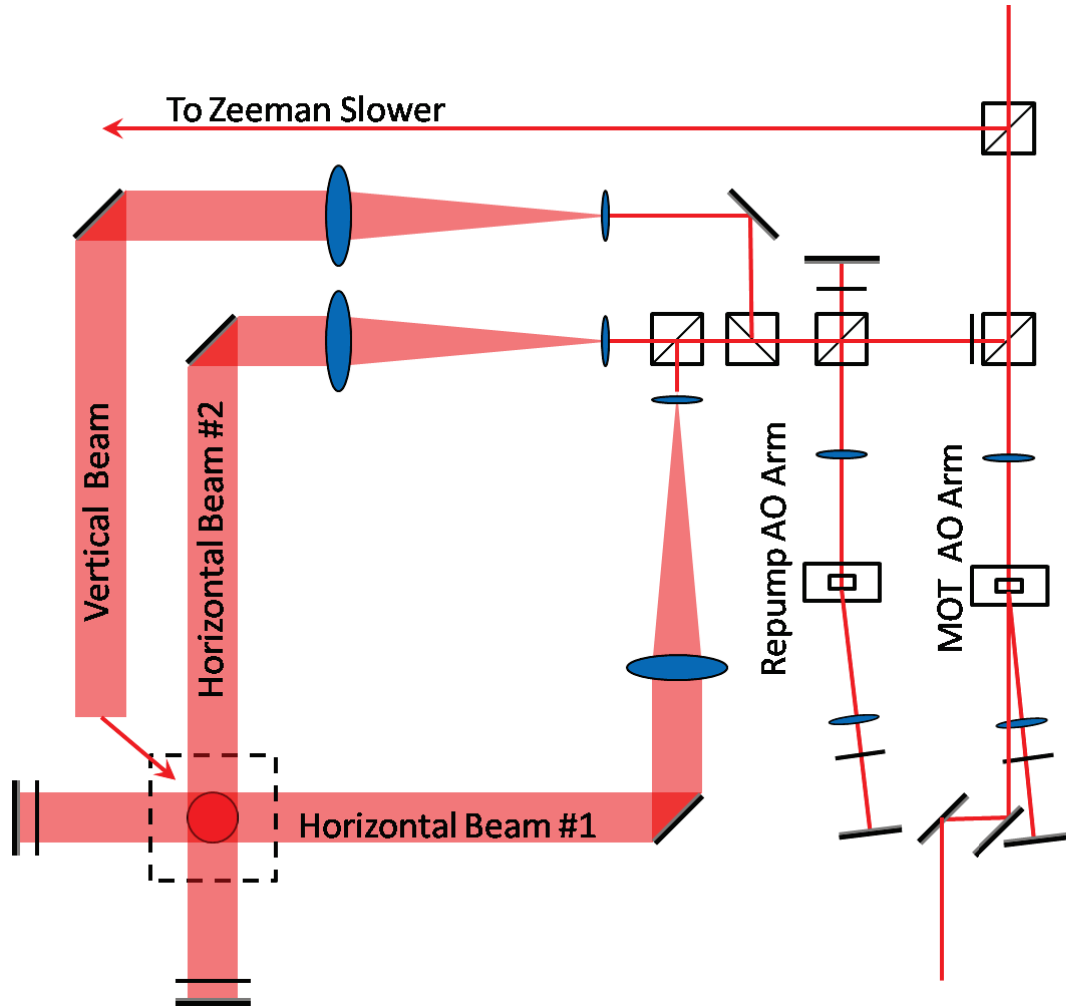 To Zeeman Slower
Vertical Beam
Horizontal Beam #2
Repump AO Arm
MOT AO Arm
Horizontal Beam #1